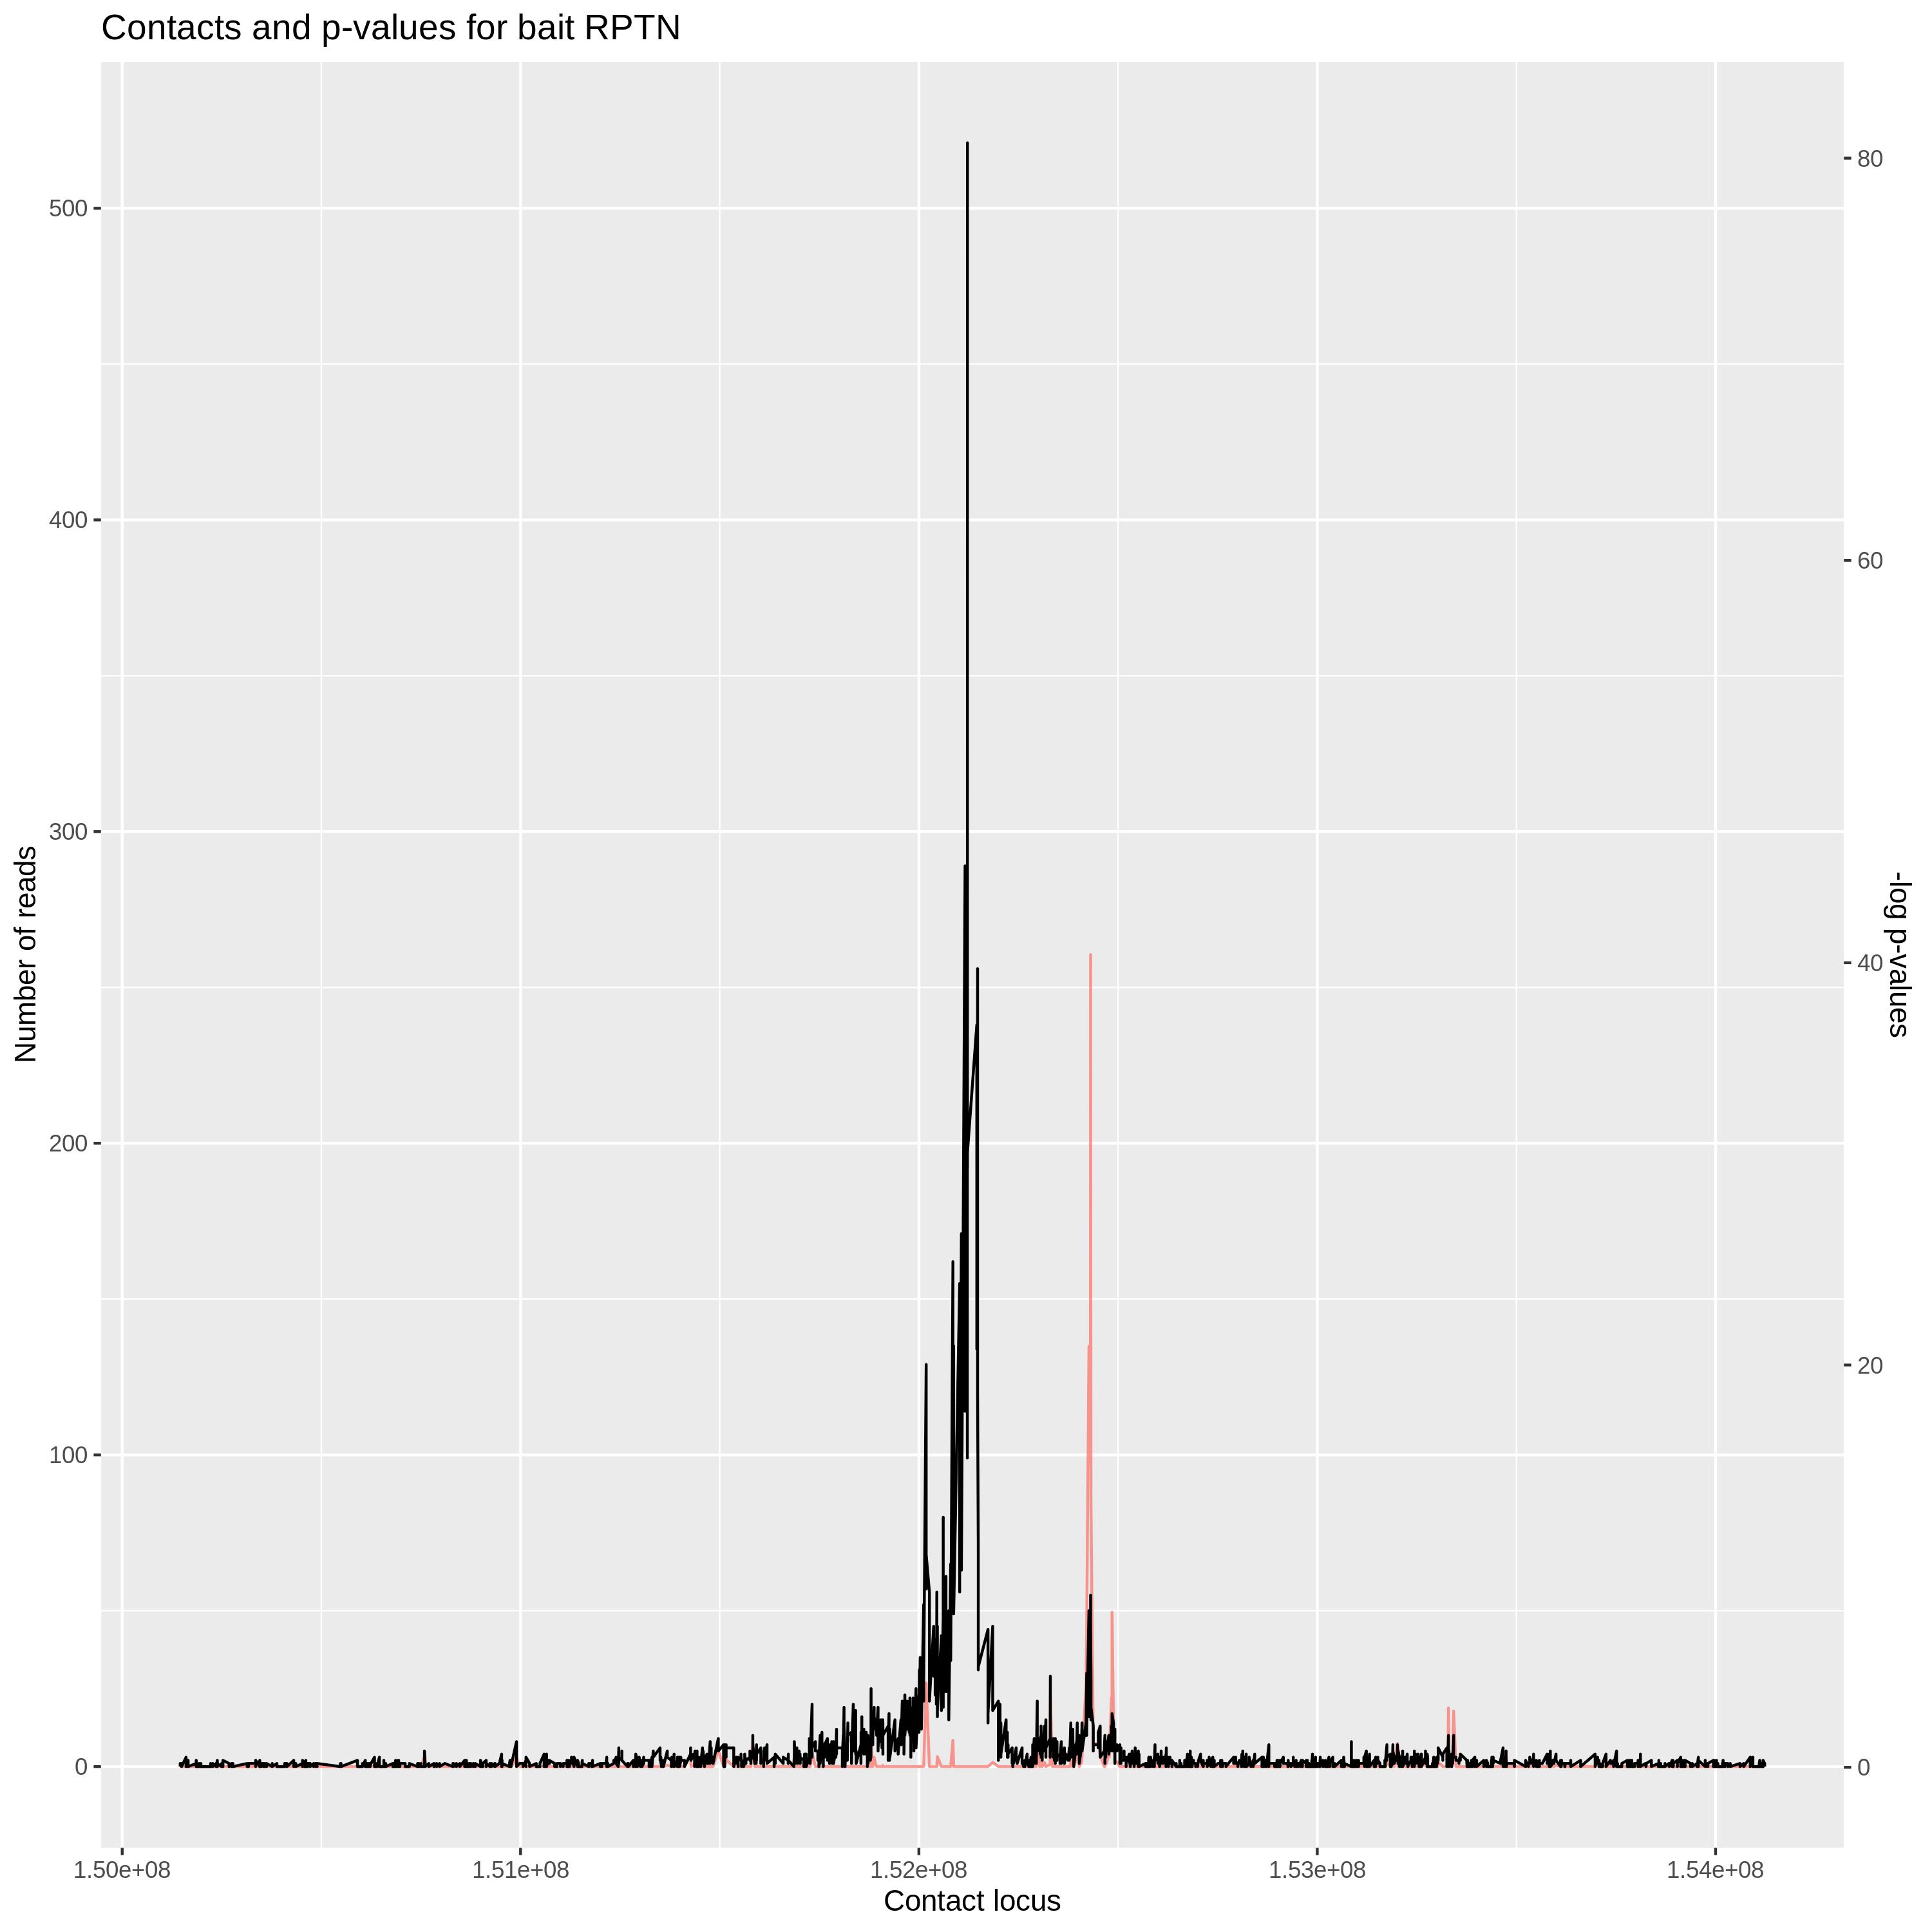 Contacts and p-values for bait RPTN
500
400
300
200
100
0
Number of reads
80
60
40
20
0
-log p-values
1.50e+08
1.51e+08
1.52e+08
1.53e+08
1.54e+08
Contact locus